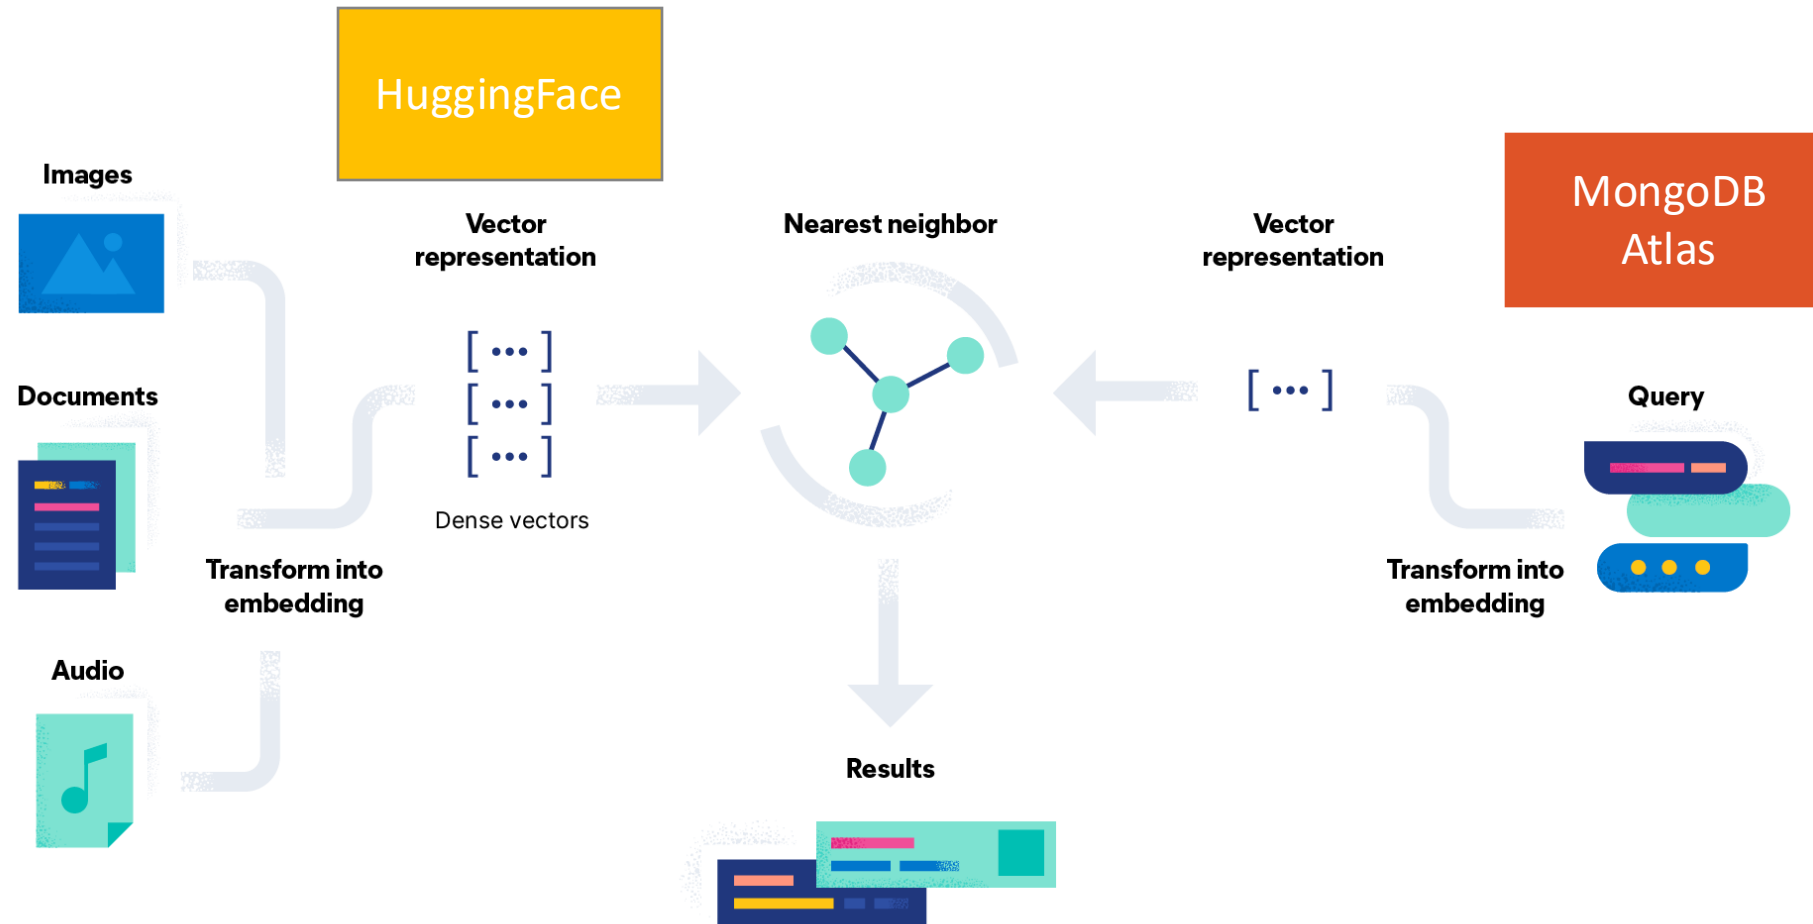 HuggingFace
MongoDB
Atlas
Images
Vector
representation
Nearest neighbor
Vector
representation
Documents
[ ••• ]
[ ••• ]
[ ••• ]
[ ••• ]
Query
Dense vectors
Transform into
embedding
Transform into
embedding
Audio
Results